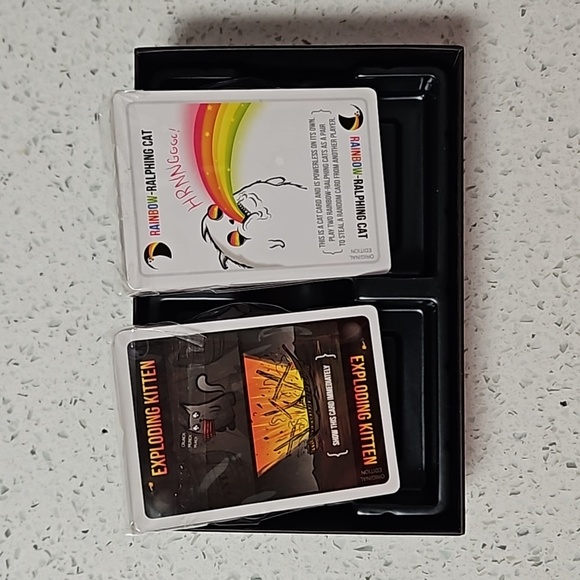 RAINBOW-RALPHING CAT
HRNNGGGG!
THIS IS A CAT CARD AND IS POWERLESS ON ITS OWN.
PLAY TWO RAINBOW-RALPHING CATS AS A PAIR
TO STEAL A RANDOM CARD FROM ANOTHER PLAYER.
RAINBOW-RALPHING CAT
ORIGINAL
EDITION
EXPLODING KITTEN
SHOW THIS CARD IMMEDIATELY
EXPLODING KITTEN
ORIGINAL
EDITION